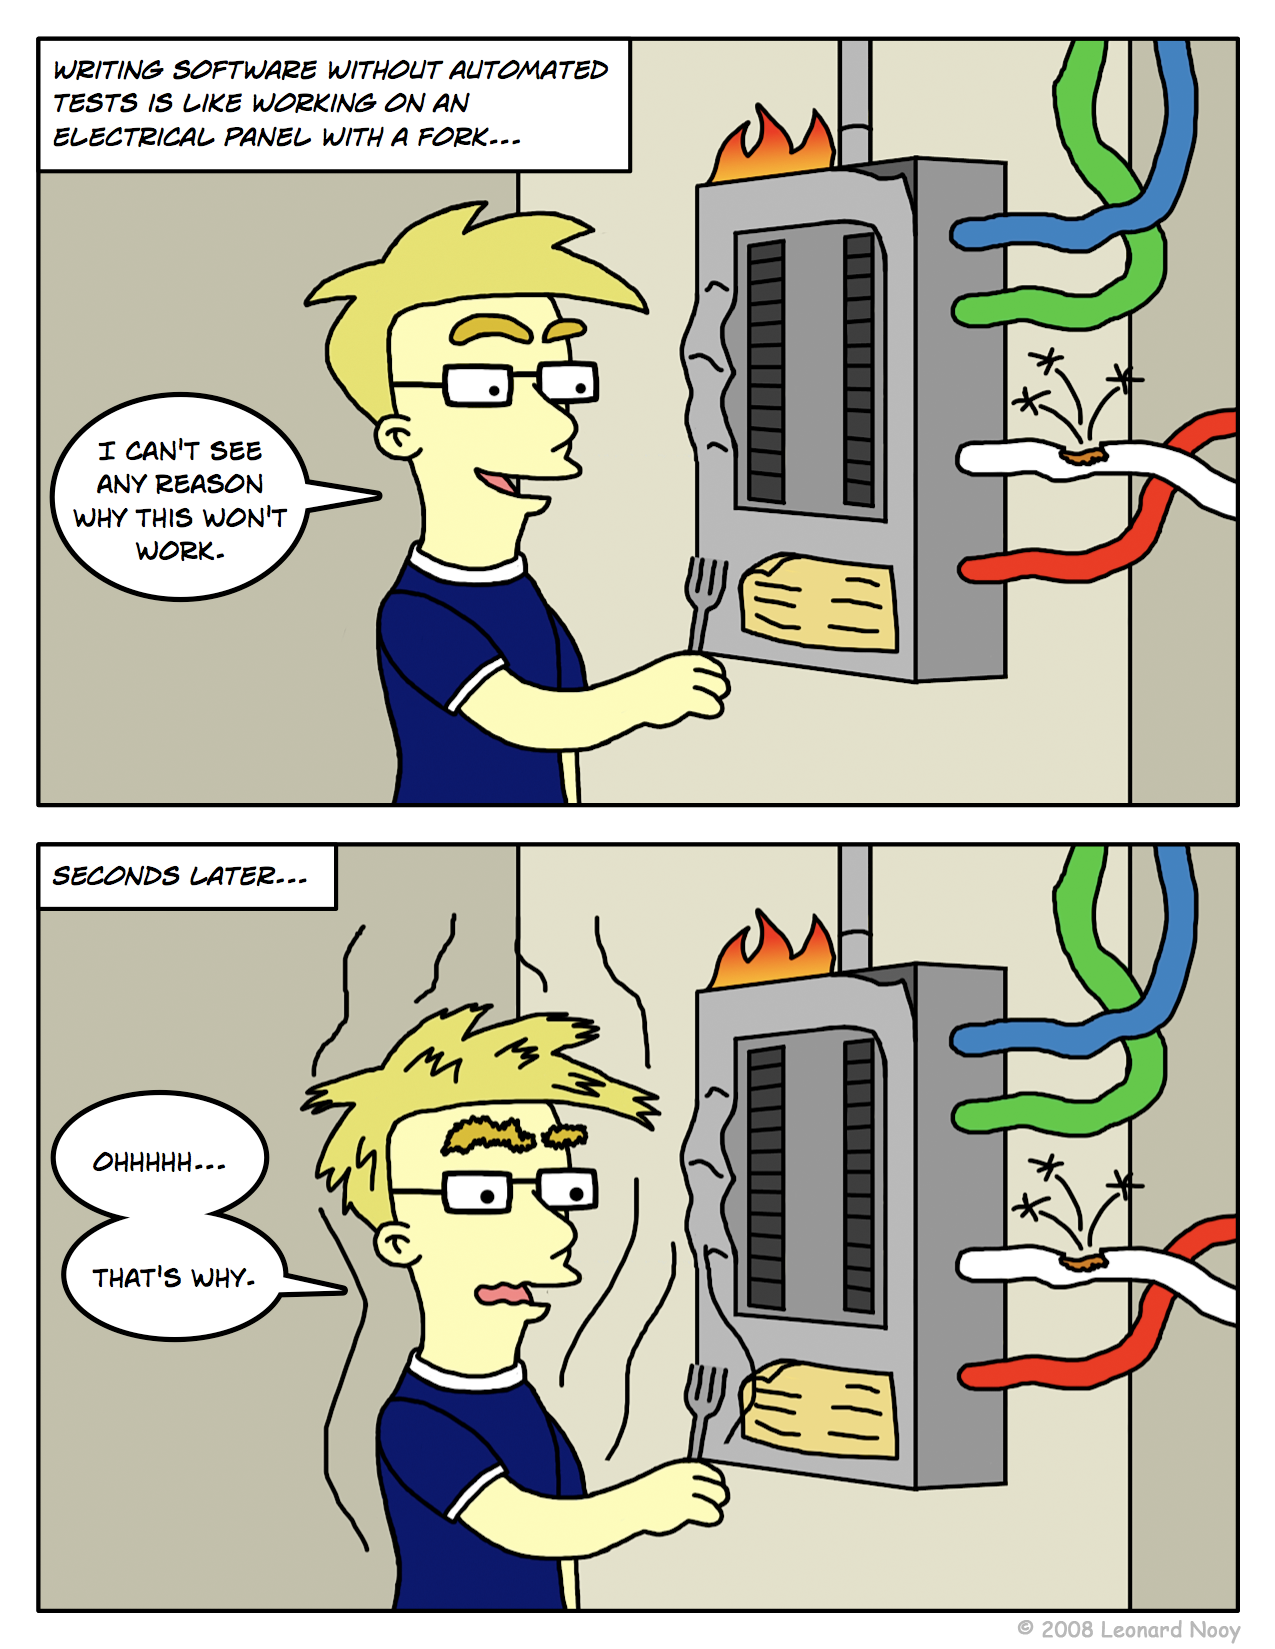 WRITING SOFTWARE WITHOUT AUTOMATED
TESTS IS LIKE WORKING ON AN
ELECTRICAL PANEL WITH A FORK...
I CAN'T SEE
ANY REASON
WHY THIS WON'T
WORK.
SECONDS LATER...
OHHHHH...
THAT'S WHY.
© 2008 Leonard Nooy